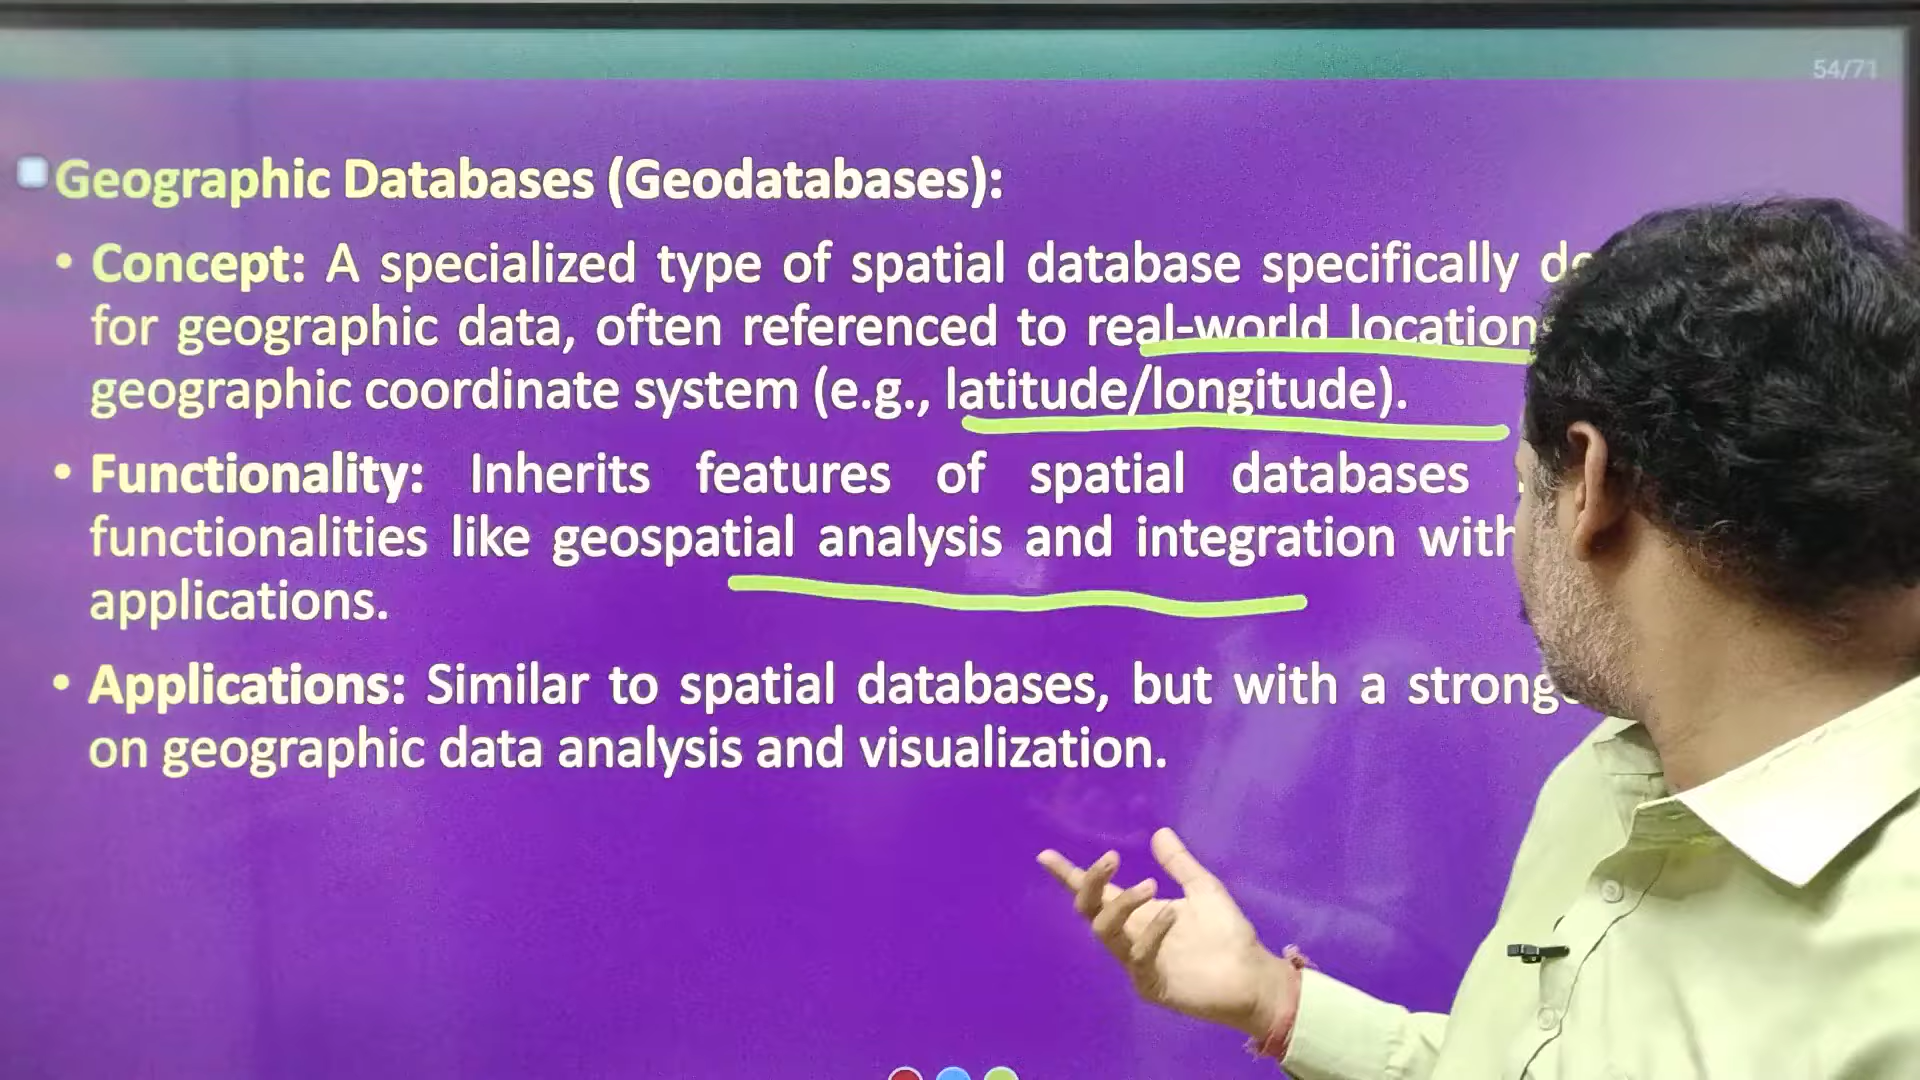 54/71
Geographic Databases (Geodatabases):
• Concept: A specialized type of spatial database specifically
for geographic data, often referenced to real-world location
geographic coordinate system (e.g., latitude/longitude).
• Functionality: Inherits features of spatial databases
functionalities like geospatial analysis and integration with
applications.
• Applications: Similar to spatial databases, but with a
on geographic data analysis and visualization.